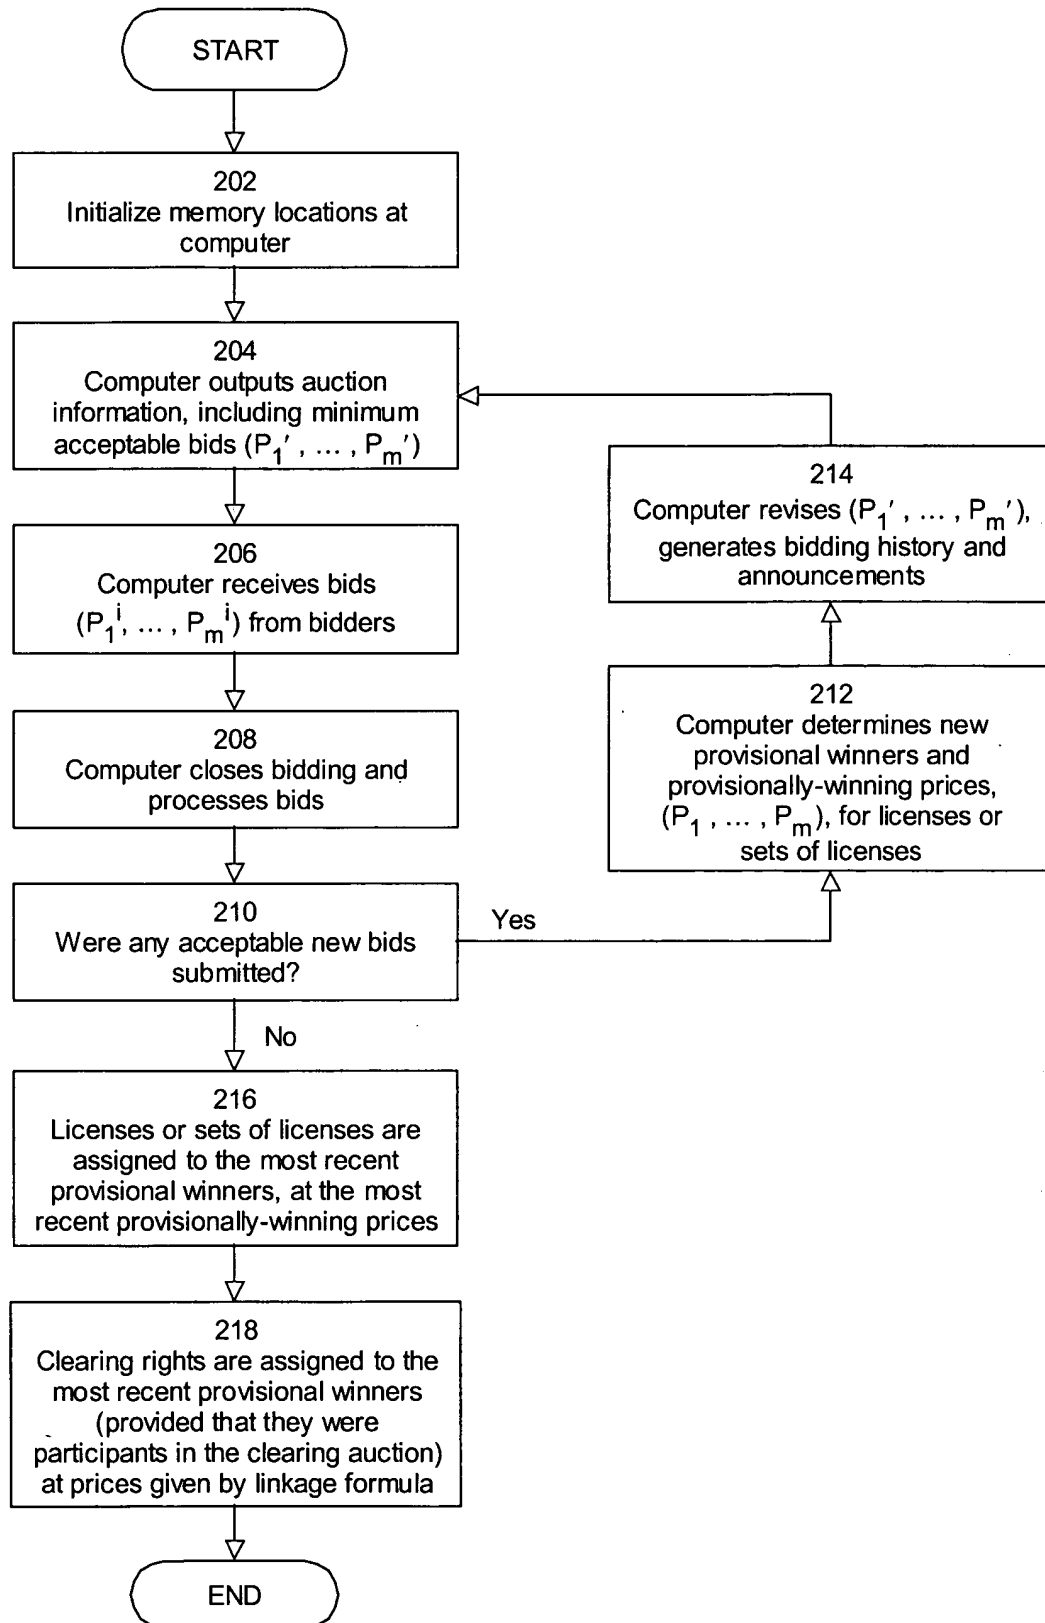 START
202
Initialize memory locations at
computer
204
Computer outputs auction
information, including minimum
acceptable bids (P₁′ , … , Pₘ′)
206
Computer receives bids
(P₁ⁱ, … , Pₘⁱ) from bidders
208
Computer closes bidding and
processes bids
210
Were any acceptable new bids
submitted?
Yes
No
212
Computer determines new
provisional winners and
provisionally-winning prices,
(P₁ , … , Pₘ), for licenses or
sets of licenses
214
Computer revises (P₁′ , … , Pₘ′),
generates bidding history and
announcements
216
Licenses or sets of licenses are
assigned to the most recent
provisional winners, at the most
recent provisionally-winning prices
218
Clearing rights are assigned to the
most recent provisional winners
(provided that they were
participants in the clearing auction)
at prices given by linkage formula
END